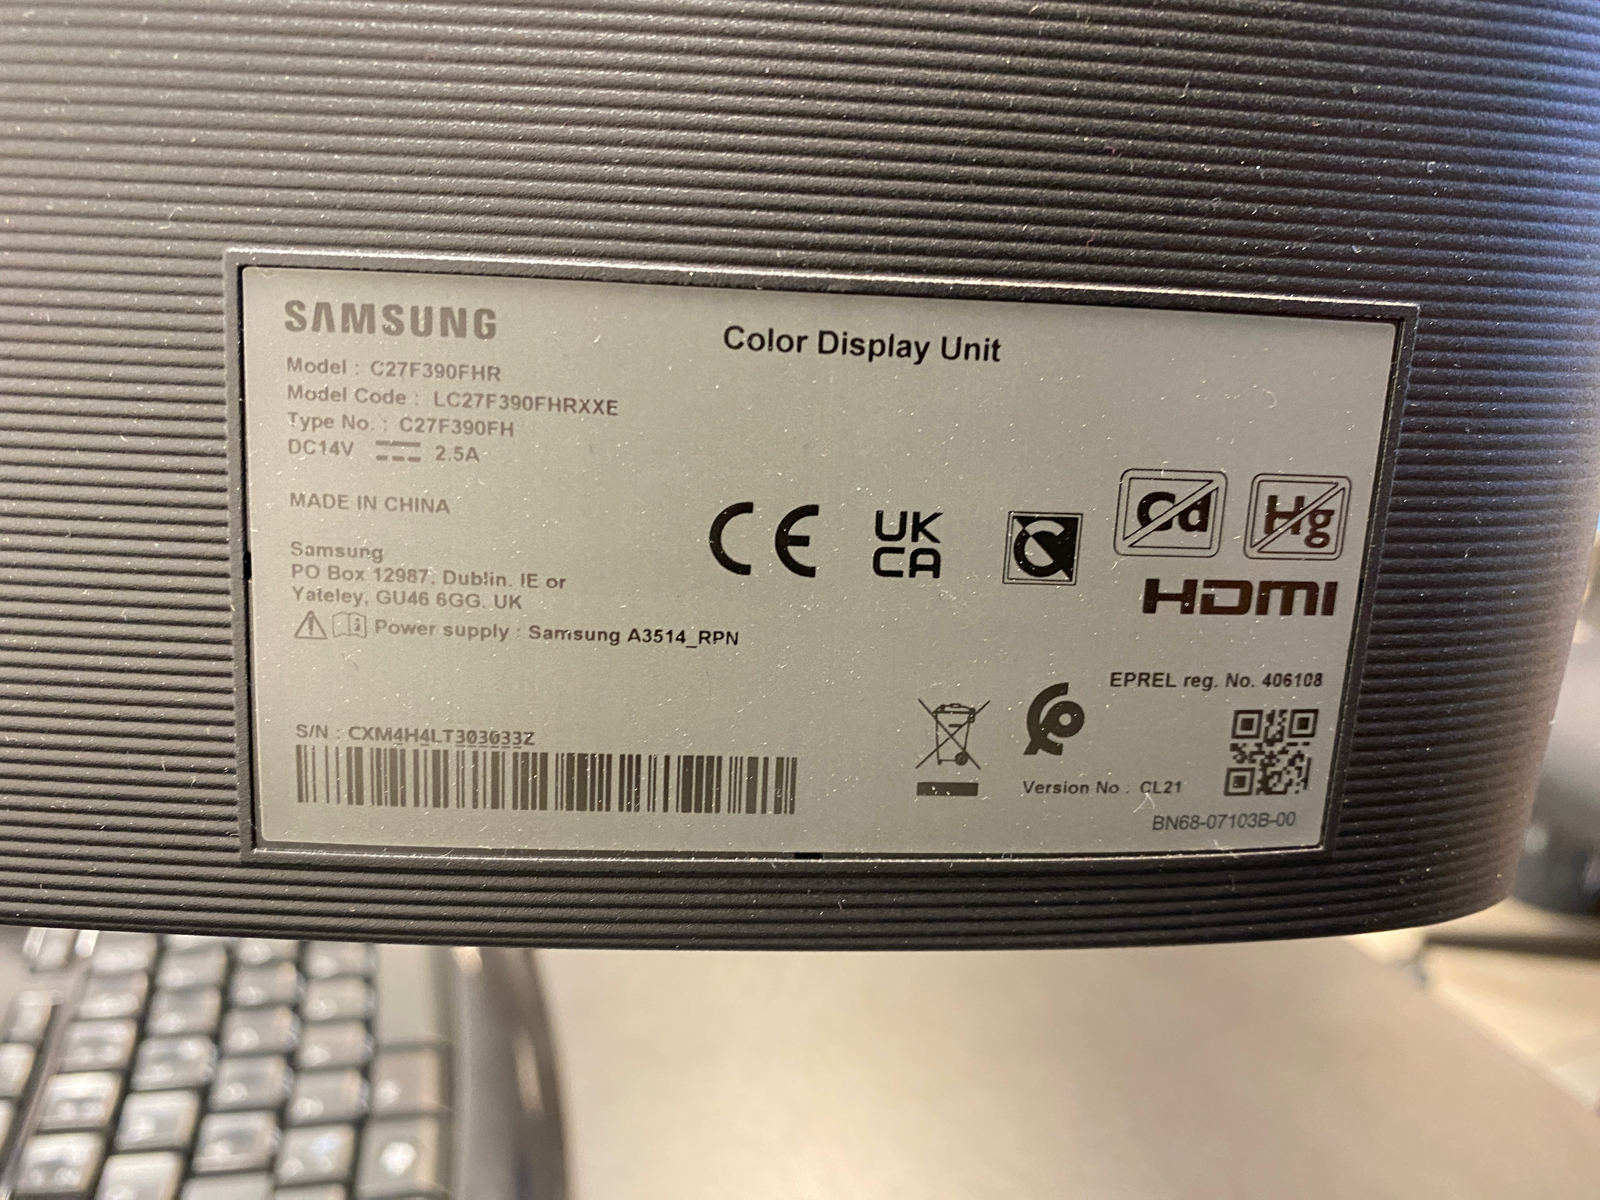 SAMSUNG
Color Display Unit
Model : C27F390FHR
Model Code : LC27F390FHRXXE
Type No. : C27F390FH
DC14V 2.5A
MADE IN CHINA
Samsung
PO Box 12987, Dublin. IE or
Yateley, GU46 6GG. UK
Power supply : Samsung A3514_RPN
CE
UK
CA
Cd
Hg
HDMI
EPREL reg. No. 406108
S/N : CXM4H4LT303033Z
Version No : CL21
BN68-07103B-00